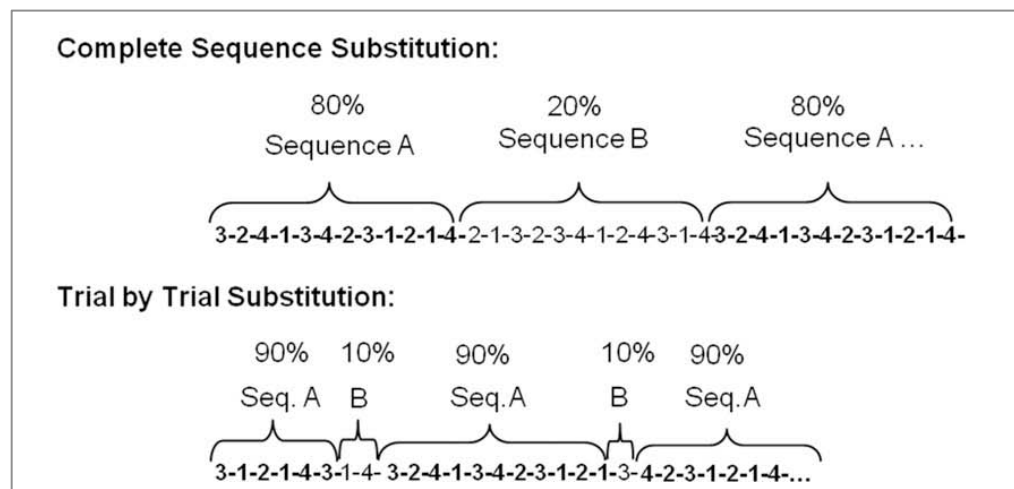 Complete Sequence Substitution:
80% 20% 80%
Sequence A Sequence B Sequence A ...
3-2-4-1-3-4-2-3-1-2-1-4-2-1-3-2-3-4-1-2-4-3-1-4-3-2-4-1-3-4-2-3-1-2-1-4-
Trial by Trial Substitution:
90% 10% 90% 10% 90%
Seq. A B Seq.A B Seq.A
3-1-2-1-4-3-1-4- 3-2-4-1-3-4-2-3-1-2-1-3-4-2-3-1-2-1-4-...